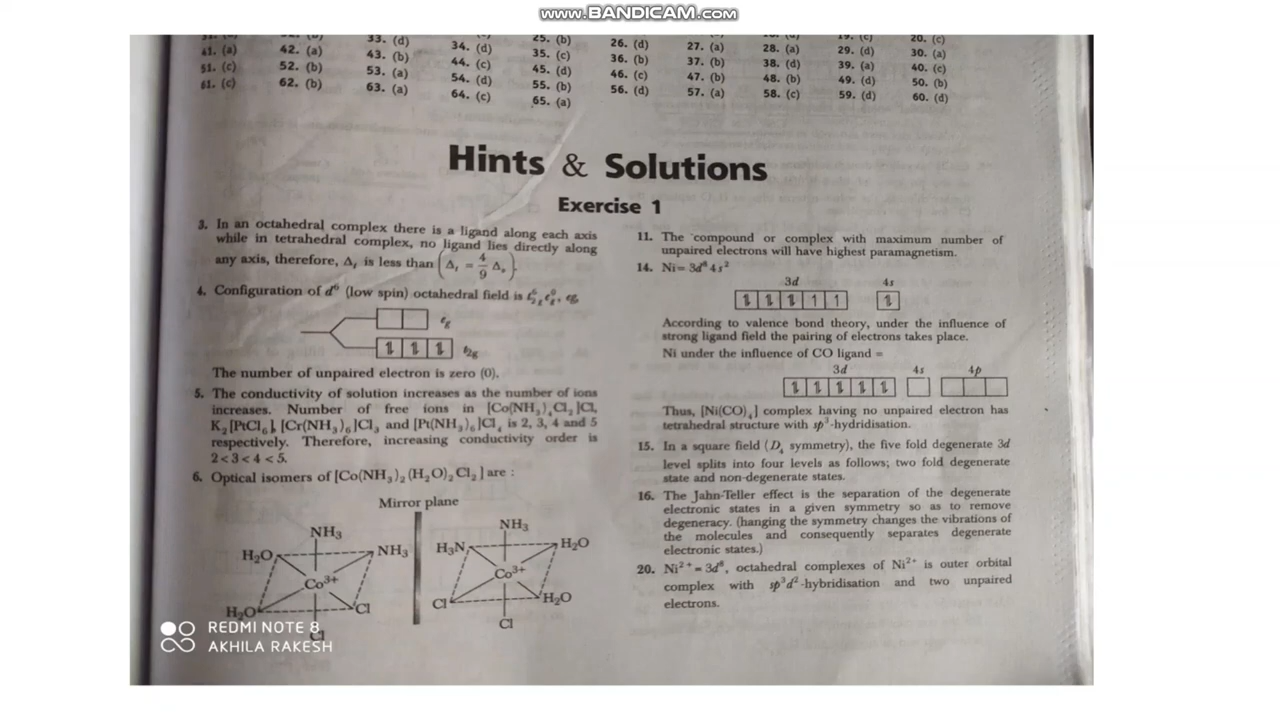 www.BANDICAM.com
33. (d)
25. (b)
19. (c)
20. (c)
41. (a) 42. (a) 43. (b) 34. (d) 35. (c) 26. (d) 27. (a) 28. (a) 29. (d) 30. (a)
51. (c) 52. (b) 53. (a) 44. (c) 45. (d) 36. (b) 37. (b) 38. (d) 39. (a) 40. (c)
61. (c) 62. (b) 63. (a) 54. (d) 55. (b) 46. (c) 47. (b) 48. (b) 49. (d) 50. (b)
64. (c) 65. (a) 56. (d) 57. (a) 58. (c) 59. (d) 60. (d)
Hints & Solutions
Exercise 1
3. In an octahedral complex there is a ligand along each axis
while in tetrahedral complex, no ligand lies directly along
any axis, therefore, Δt is less than (Δt = 4/9 Δo).
4. Configuration of d⁶ (low spin) octahedral field is t⁶2g e⁰g, eg.
eg
⥮ ⥮ ⥮ t2g
The number of unpaired electron is zero (0).
5. The conductivity of solution increases as the number of ions
increases. Number of free ions in [Co(NH₃)₄Cl₂]Cl,
K₂[PtCl₆], [Cr(NH₃)₆]Cl₃ and [Pt(NH₃)₆]Cl₄ is 2, 3, 4 and 5
respectively. Therefore, increasing conductivity order is
2<3<4<5.
6. Optical isomers of [Co(NH₃)₂(H₂O)₂Cl₂] are :
Mirror plane
NH₃ NH₃
H₂O NH₃ H₃N H₂O
Co³⁺ Co³⁺
H₂O Cl Cl H₂O
Cl Cl
REDMI NOTE 8
AKHILA RAKESH
11. The compound or complex with maximum number of
unpaired electrons will have highest paramagnetism.
14. Ni= 3d⁸ 4s²
3d 4s
⥮ ⥮ ⥮ 1 1 ⥮
According to valence bond theory, under the influence of
strong ligand field the pairing of electrons takes place.
Ni under the influence of CO ligand =
3d 4s 4p
⥮ ⥮ ⥮ ⥮ ⥮
Thus, [Ni(CO)₄] complex having no unpaired electron has
tetrahedral structure with sp³-hydridisation.
15. In a square field (D₄ symmetry), the five fold degenerate 3d
level splits into four levels as follows; two fold degenerate
state and non-degenerate states.
16. The Jahn-Teller effect is the separation of the degenerate
electronic states in a given symmetry so as to remove
degeneracy. (hanging the symmetry changes the vibrations of
the molecules and consequently separates degenerate
electronic states.)
20. Ni²⁺ = 3d⁸, octahedral complexes of Ni²⁺ is outer orbital
complex with sp³d²-hybridisation and two unpaired
electrons.